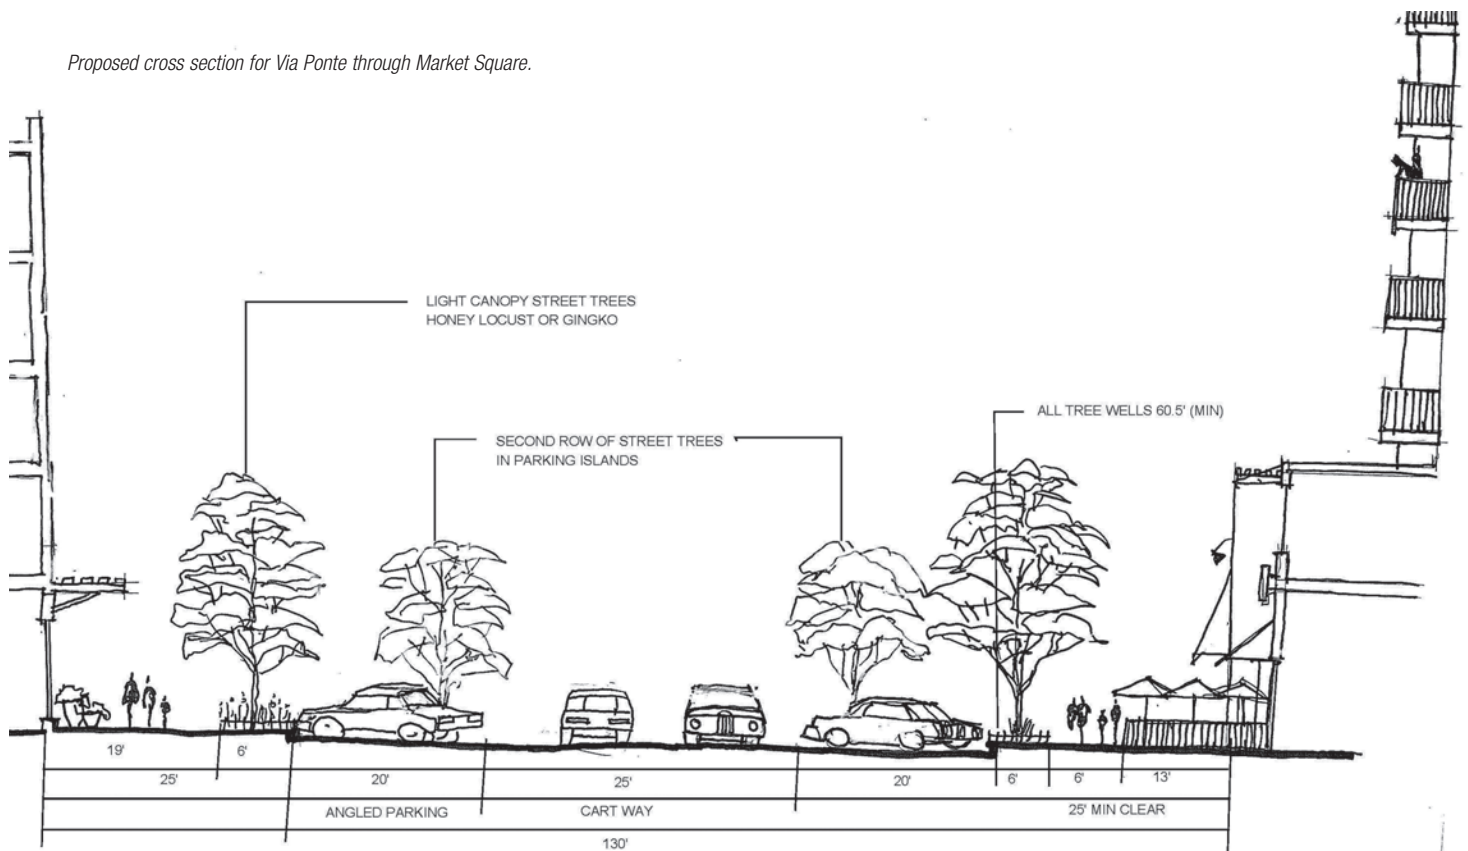 Proposed cross section for Via Ponte through Market Square.
LIGHT CANOPY STREET TREES
HONEY LOCUST OR GINGKO
ALL TREE WELLS 60.5' (MIN)
SECOND ROW OF STREET TREES
IN PARKING ISLANDS
19' 6'
25' 20' 25' 20' 6' 6' 13'
ANGLED PARKING CART WAY 25' MIN CLEAR
130'